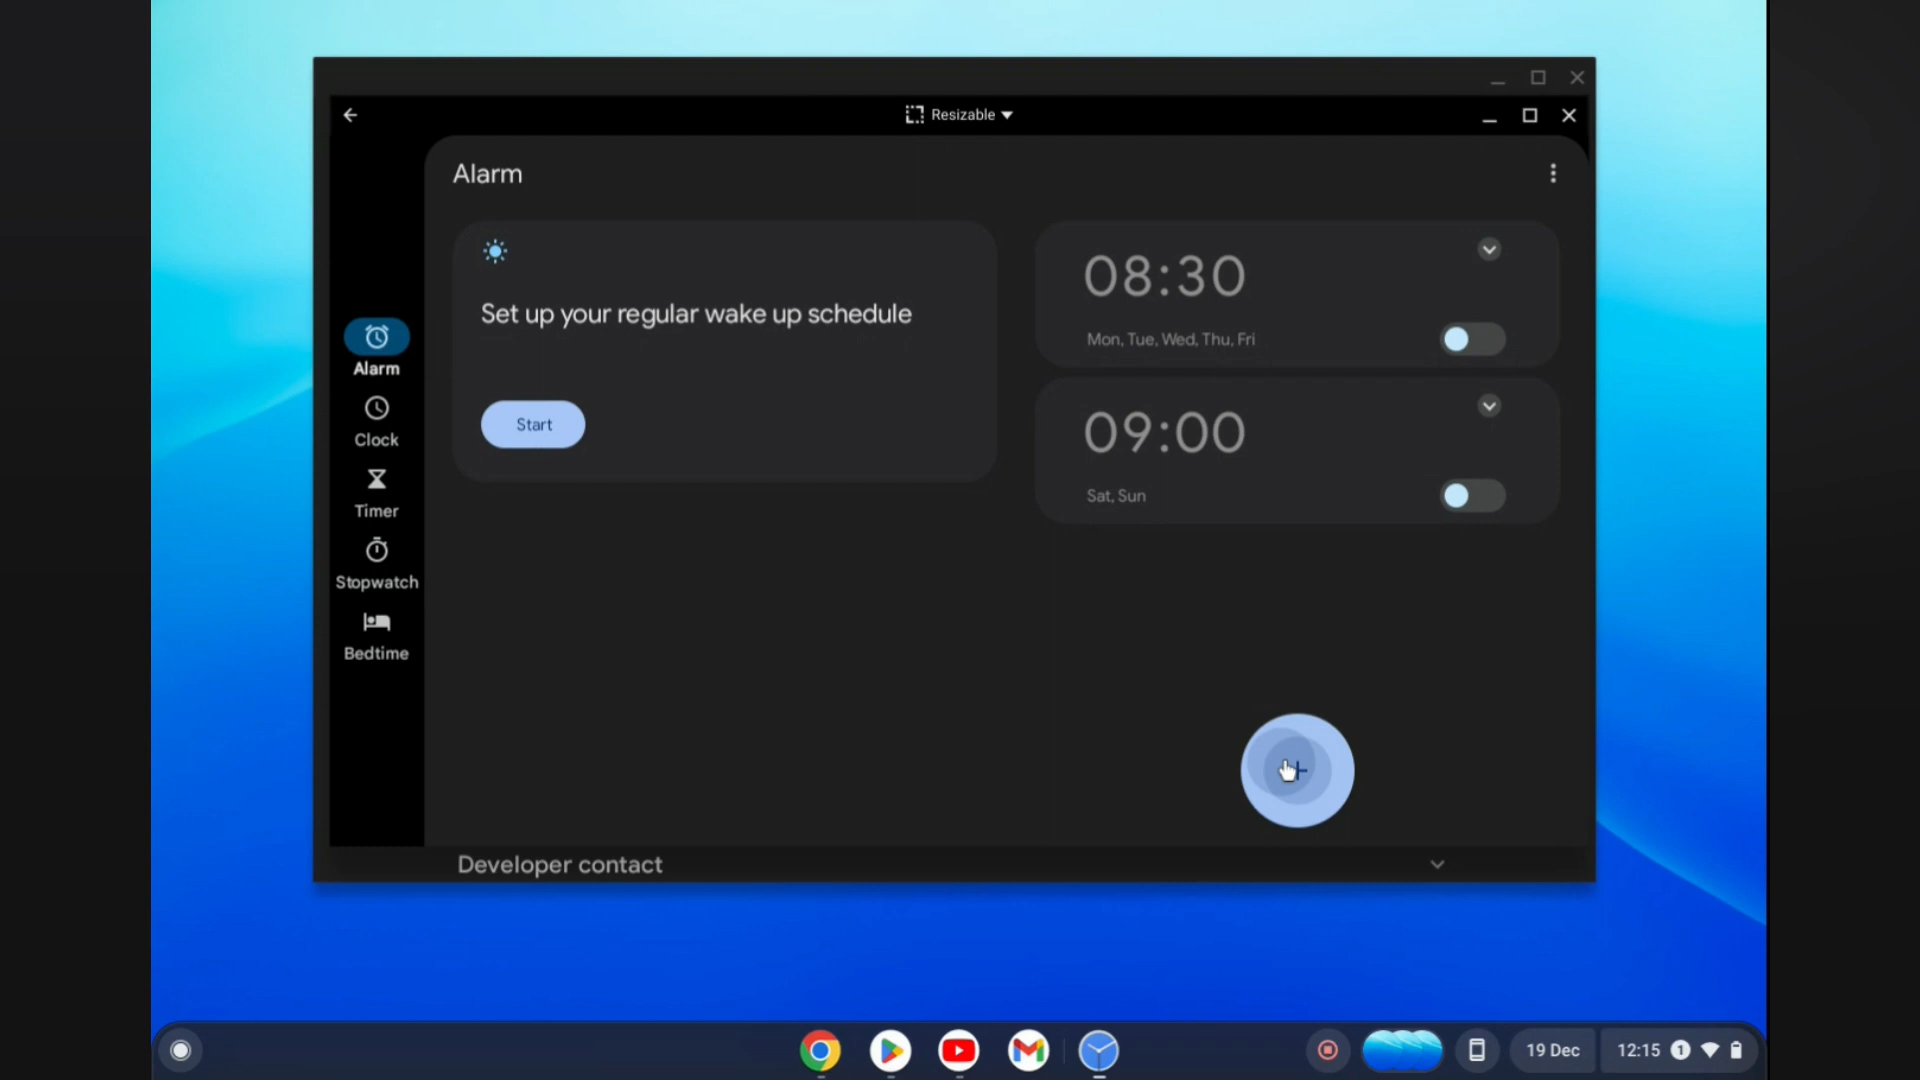 Resizable
Alarm
Set up your regular wake up schedule
Start
08:30
Mon, Tue, Wed, Thu, Fri
09:00
Sat, Sun
Alarm
Clock
Timer
Stopwatch
Bedtime
Developer contact
19 Dec
12:15
1